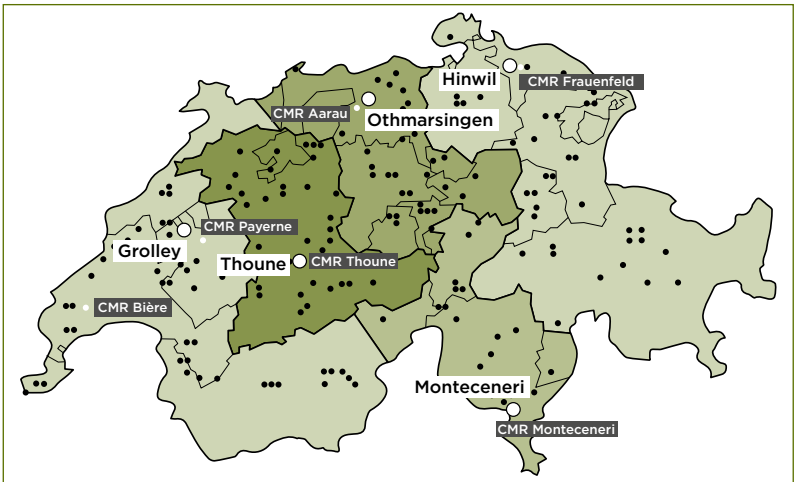 Hinwil
CMR Frauenfeld
CMR Aarau
Othmarsingen
CMR Payerne
Grolley
Thoune
CMR Thoune
CMR Bière
Monteceneri
CMR Monteceneri